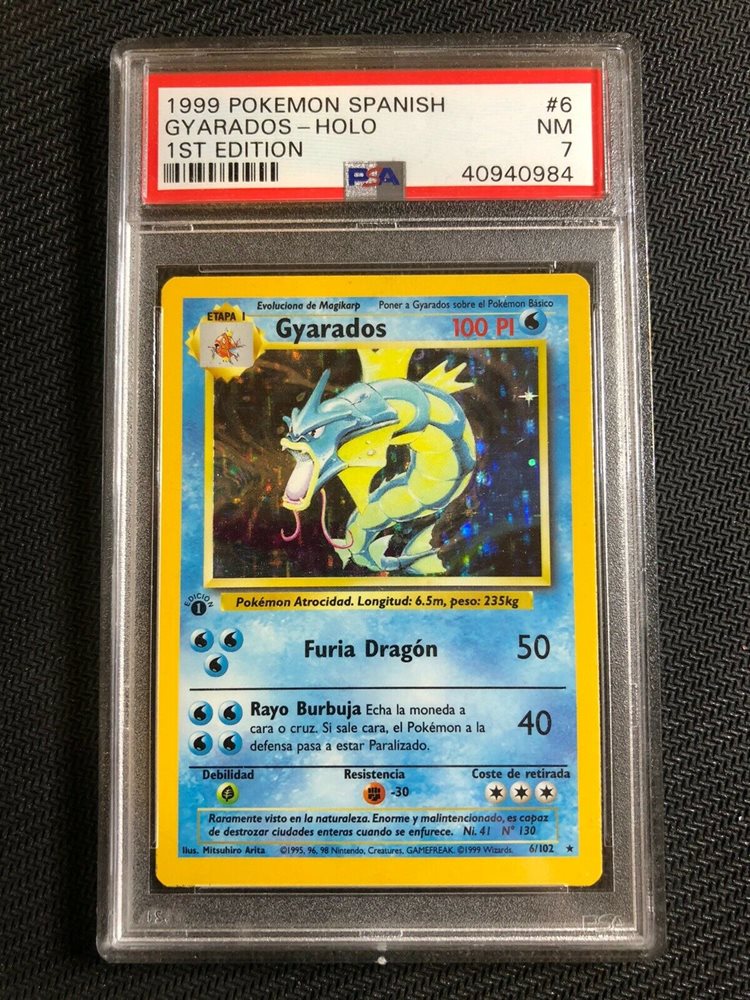 1999 POKEMON SPANISH #6
GYARADOS-HOLO NM
1ST EDITION 7
PSA 40940984
Evoluciona de Magikarp Poner a Gyarados sobre el Pokémon Básico
ETAPA 1
Gyarados 100 PI
EDICION
1
Pokémon Atrocidad. Longitud: 6.5m, peso: 235kg
Furia Dragón 50
Rayo Burbuja Echa la moneda a
cara o cruz. Si sale cara, el Pokémon a la
defensa pasa a estar Paralizado.
40
Debilidad Resistencia Coste de retirada
-30
Raramente visto en la naturaleza. Enorme y malintencionado, es capaz
de destrozar ciudades enteras cuando se enfurece. Ni. 41 Nº 130
Ilus. Mitsuhiro Arita ©1995, 96, 98 Nintendo, Creatures, GAMEFREAK. ©1999 Wizards. 6/102 ★
PSA